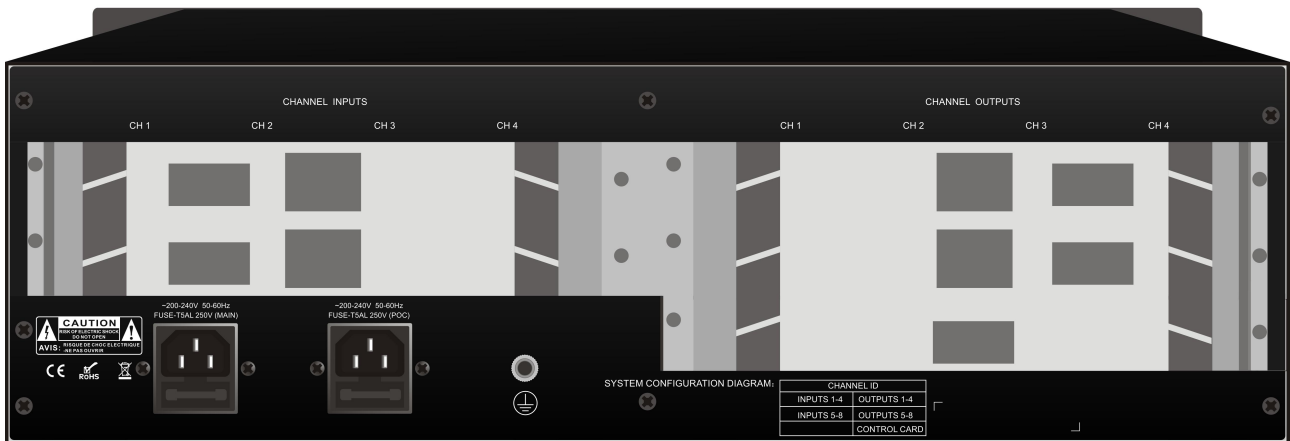 CHANNEL INPUTS
CH 1
CH 2
CH 3
CH 4
CHANNEL OUTPUTS
CH 1
CH 2
CH 3
CH 4
~200-240V 50-60Hz
FUSE-T5AL 250V (MAIN)
~200-240V 50-60Hz
FUSE-T5AL 250V (POC)
CAUTION
RISK OF ELECTRIC SHOCK
DO NOT OPEN
AVIS: RISQUE DE CHOC ELECTRIQUE
-NE PAS OUVRIR
CE
RoHS
SYSTEM CONFIGURATION DIAGRAM:
CHANNEL ID
INPUTS 1-4 OUTPUTS 1-4
INPUTS 5-8 OUTPUTS 5-8
CONTROL CARD